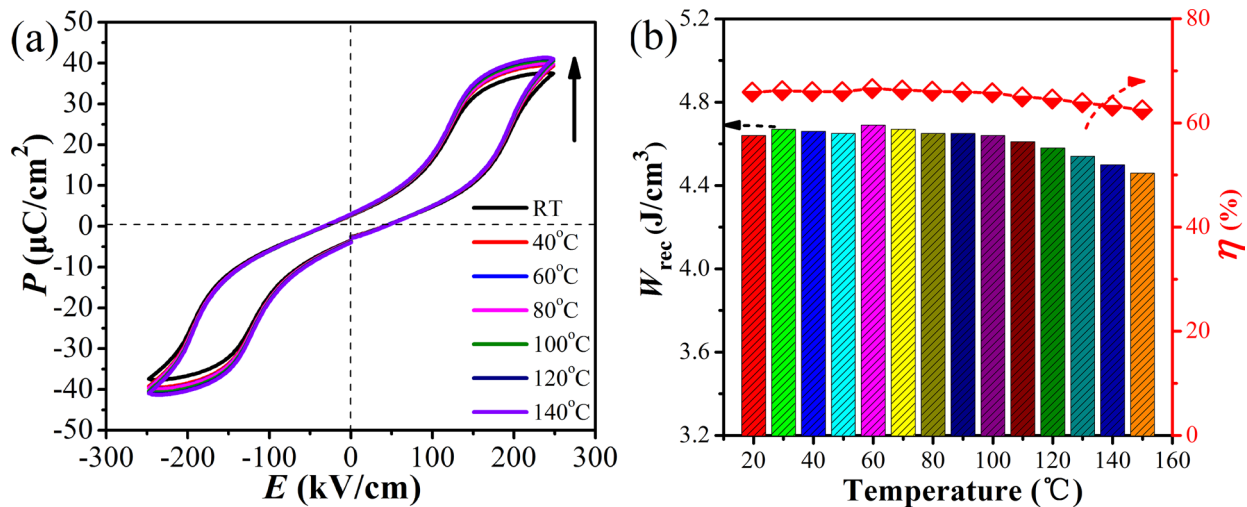 (a)
50
40
30
20
10
0
-10
-20
-30
-40
-50
P (μC/cm²)
RT
40°C
60°C
80°C
100°C
120°C
140°C
-300 -200 -100 0 100 200 300
E (kV/cm)
(b)
5.2
4.8
4.4
4.0
3.6
3.2
Wrec (J/cm³)
80
60
40
20
0
η (%)
20 40 60 80 100 120 140 160
Temperature (℃)